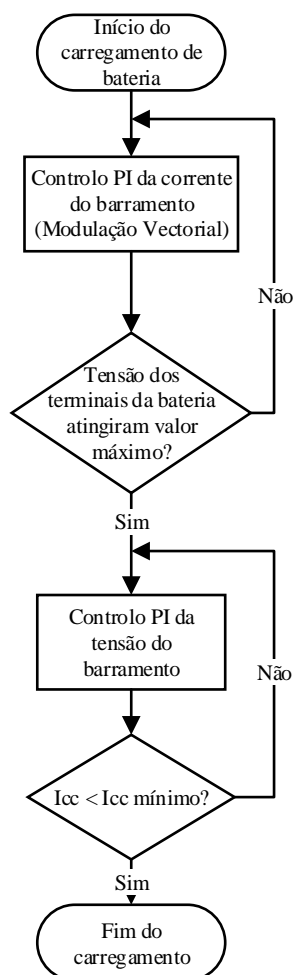 Início do
carregamento de
bateria
Controlo PI da corrente
do barramento
(Modulação Vectorial)
Não
Tensão dos
terminais da bateria
atingiram valor
máximo?
Sim
Controlo PI da
tensão do
barramento
Não
Icc < Icc mínimo?
Sim
Fim do
carregamento